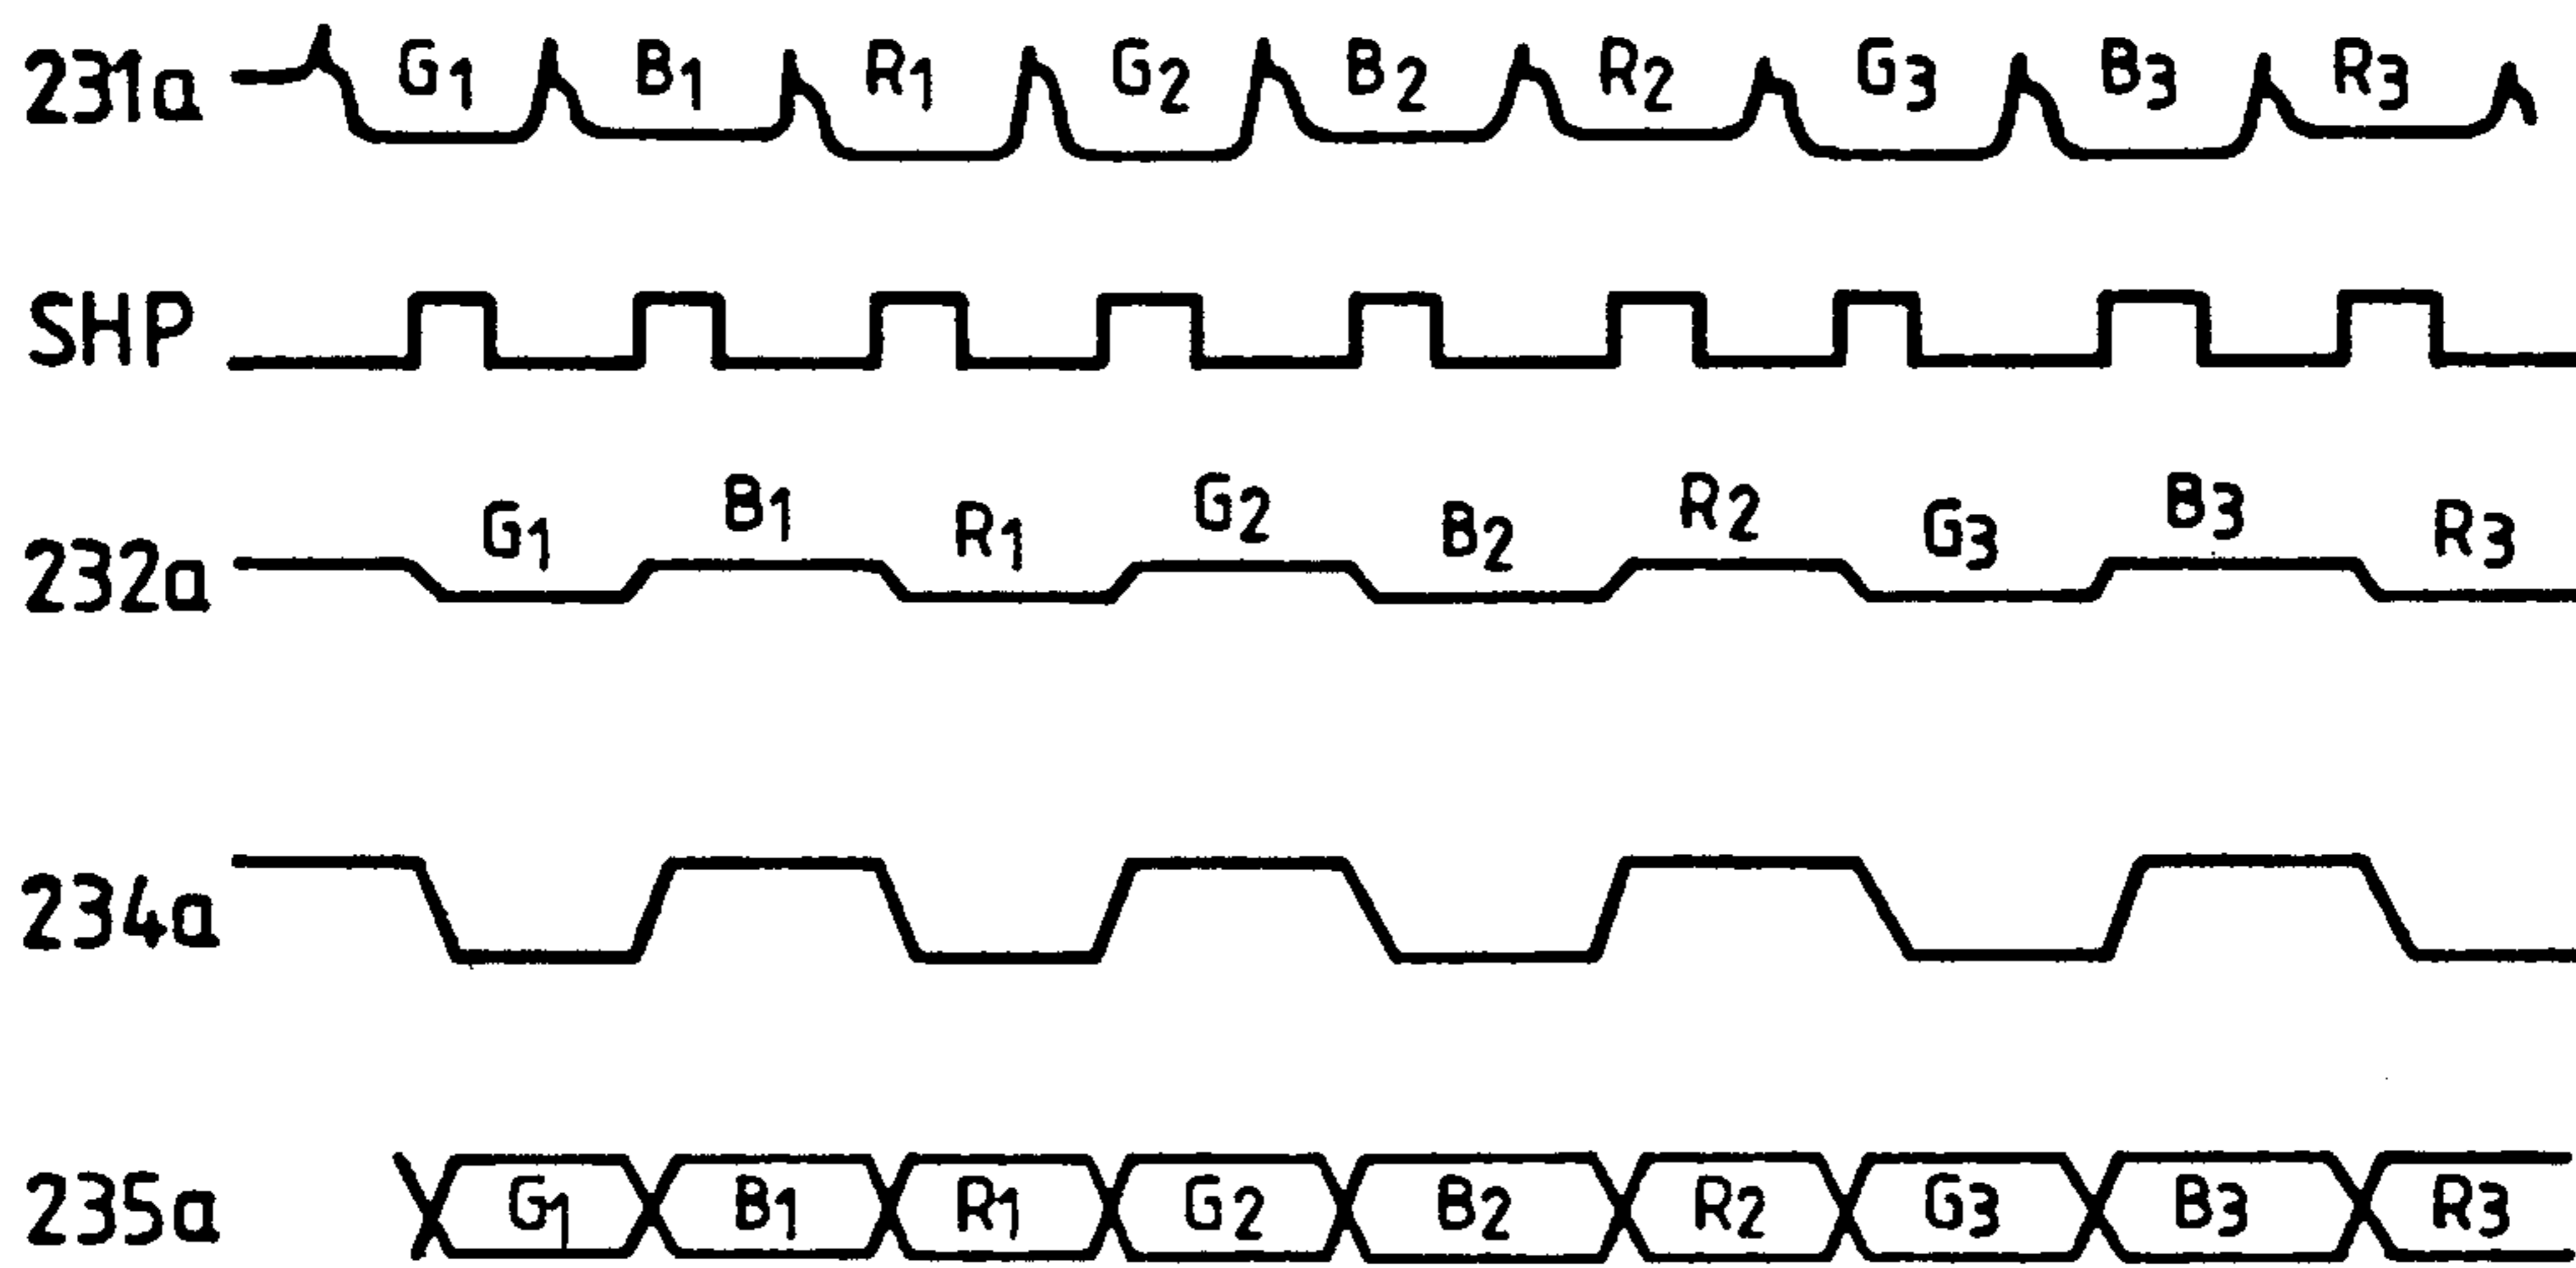 231a G1 B1 R1 G2 B2 R2 G3 B3 R3
SHP
232a G1 B1 R1 G2 B2 R2 G3 B3 R3
234a
235a G1 B1 R1 G2 B2 R2 G3 B3 R3